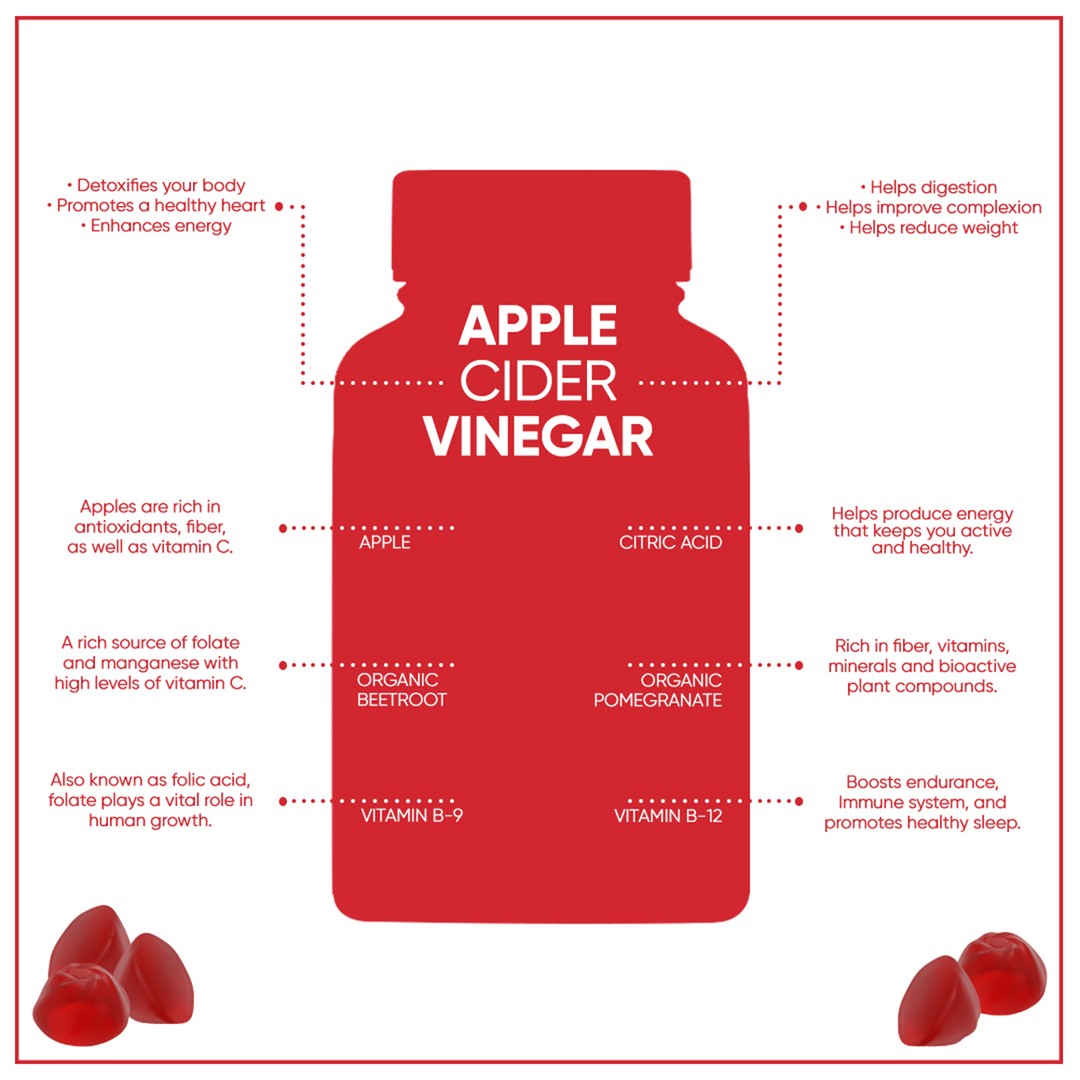 • Detoxifies your body
• Promotes a healthy heart
• Enhances energy
• Helps digestion
• Helps improve complexion
• Helps reduce weight
APPLE
CIDER
VINEGAR
Apples are rich in
antioxidants, fiber,
as well as vitamin C.
APPLE
CITRIC ACID
Helps produce energy
that keeps you active
and healthy.
A rich source of folate
and manganese with
high levels of vitamin C.
ORGANIC
BEETROOT
ORGANIC
POMEGRANATE
Rich in fiber, vitamins,
minerals and bioactive
plant compounds.
Also known as folic acid,
folate plays a vital role in
human growth.
VITAMIN B-9
VITAMIN B-12
Boosts endurance,
Immune system, and
promotes healthy sleep.